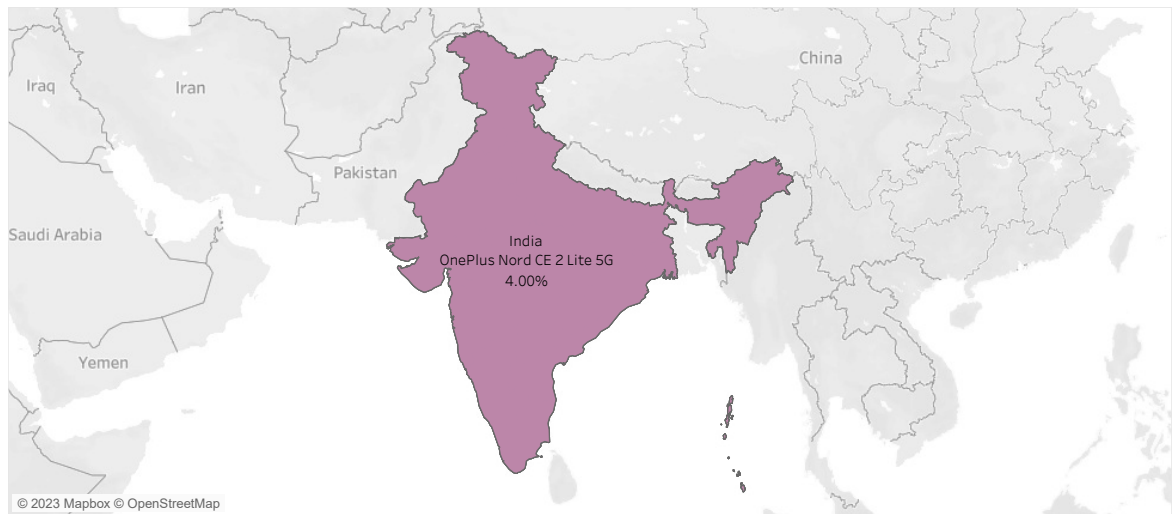 China
Iraq
Iran
Pakistan
Saudi Arabia
India
OnePlus Nord CE 2 Lite 5G
4.00%
Yemen
© 2023 Mapbox © OpenStreetMap